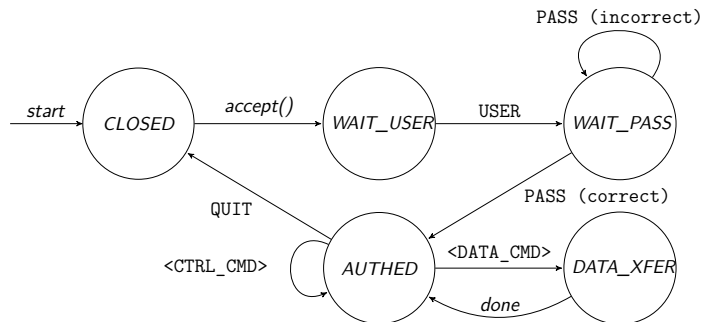 PASS (incorrect)
start
CLOSED
accept()
WAIT_USER
USER
WAIT_PASS
QUIT
PASS (correct)
<CTRL_CMD>
AUTHED
<DATA_CMD>
DATA_XFER
done